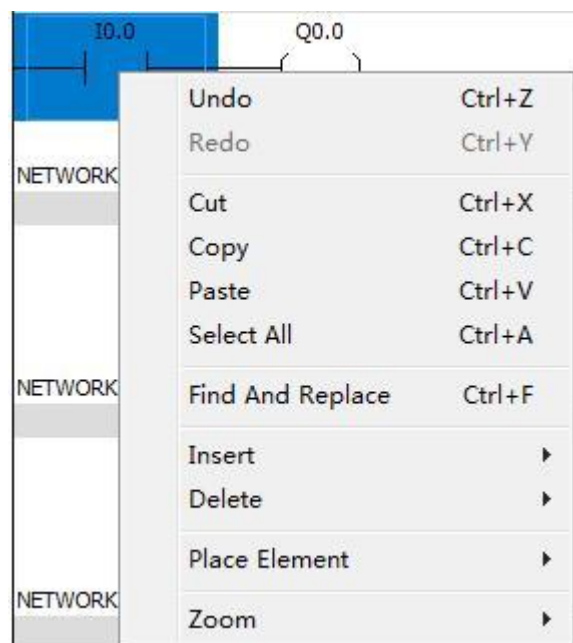 I0.0 Q0.0
Undo Ctrl+Z
Redo Ctrl+Y
NETWORK
Cut Ctrl+X
Copy Ctrl+C
Paste Ctrl+V
Select All Ctrl+A
NETWORK
Find And Replace Ctrl+F
Insert
Delete
Place Element
NETWORK
Zoom